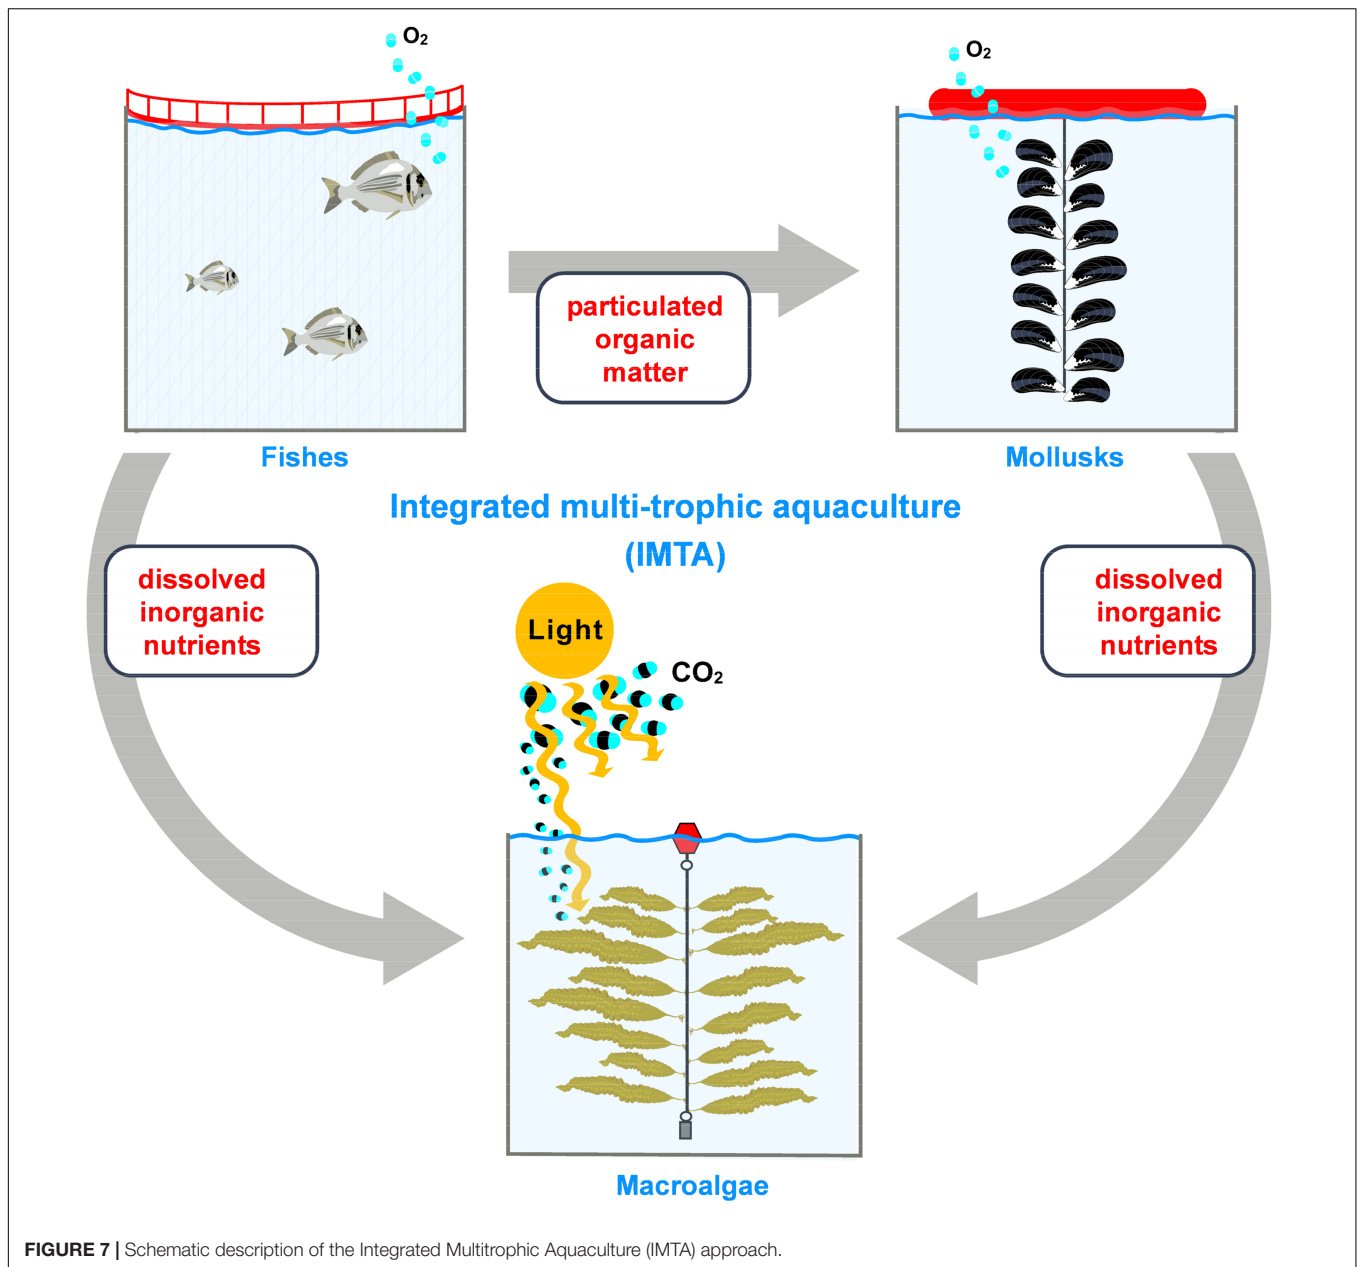 O₂
O₂
particulated
organic
matter
Fishes
Mollusks
Integrated multi-trophic aquaculture
(IMTA)
dissolved
inorganic
nutrients
dissolved
inorganic
nutrients
Light
CO₂
Macroalgae
FIGURE 7 | Schematic description of the Integrated Multitrophic Aquaculture (IMTA) approach.